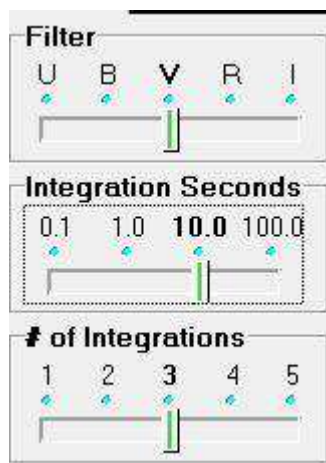 Filter
U B V R I
Integration Seconds
0.1 1.0 10.0 100.0
# of Integrations
1 2 3 4 5